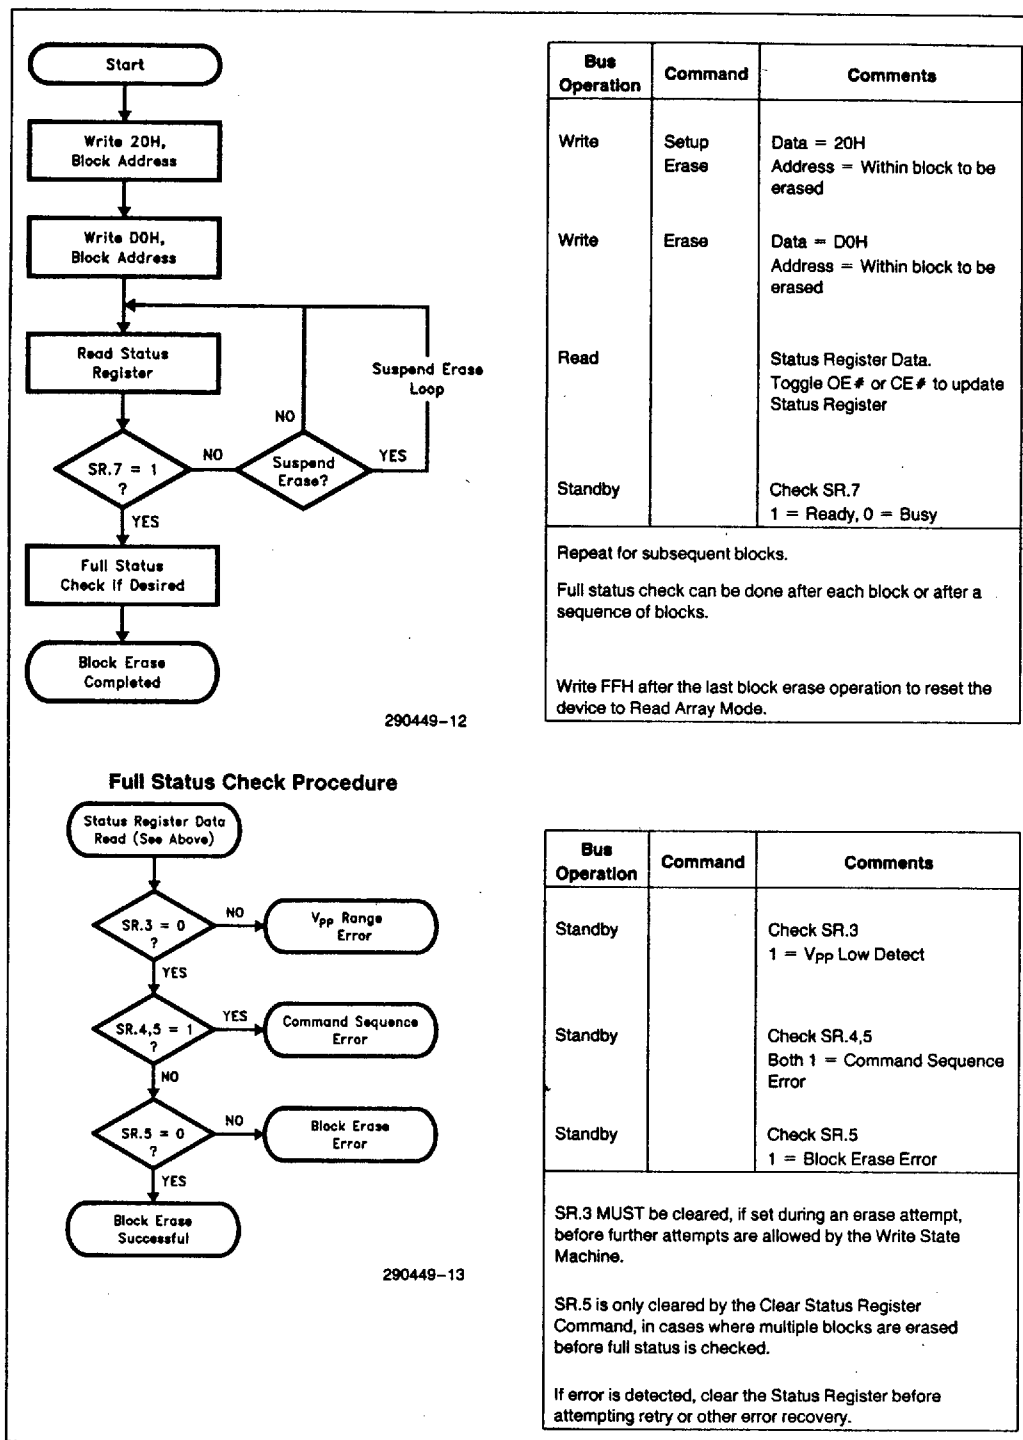 Start
Write 20H,
Block Address
Write D0H,
Block Address
Read Status
Register
Suspend Erase
Loop
NO
SR.7 = 1
?
NO
Suspend
Erase?
YES
YES
Full Status
Check if Desired
Block Erase
Completed
290449-12
Bus
Operation
Command
Comments
Write
Setup
Erase
Data = 20H
Address = Within block to be
erased
Write
Erase
Data = D0H
Address = Within block to be
erased
Read
Status Register Data.
Toggle OE# or CE# to update
Status Register
Standby
Check SR.7
1 = Ready, 0 = Busy
Repeat for subsequent blocks.
Full status check can be done after each block or after a
sequence of blocks.
Write FFH after the last block erase operation to reset the
device to Read Array Mode.
Full Status Check Procedure
Status Register Data
Read (See Above)
SR.3 = 0
?
NO
VPP Range
Error
YES
SR.4,5 = 1
?
YES
Command Sequence
Error
NO
SR.5 = 0
?
NO
Block Erase
Error
YES
Block Erase
Successful
290449-13
Bus
Operation
Command
Comments
Standby
Check SR.3
1 = VPP Low Detect
Standby
Check SR.4,5
Both 1 = Command Sequence
Error
Standby
Check SR.5
1 = Block Erase Error
SR.3 MUST be cleared, if set during an erase attempt,
before further attempts are allowed by the Write State
Machine.
SR.5 is only cleared by the Clear Status Register
Command, in cases where multiple blocks are erased
before full status is checked.
If error is detected, clear the Status Register before
attempting retry or other error recovery.